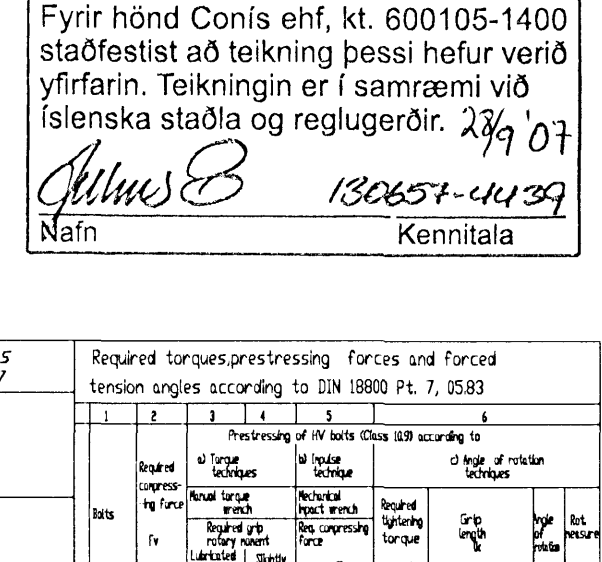 Fyrir hönd Conís ehf, kt. 600105-1400
staðfestist að teikning þessi hefur verið
yfirfarin. Teikningin er í samræmi við
íslenska staðla og reglugerðir. 28/9 '07
130657-4439
Nafn Kennitala
5
7
Required torques,prestressing forces and forced
tension angles according to DIN 18800 Pt. 7, 05.83
1 2 3 4 5 6
Prestressing of HV bolts (Class 10.9) according to
Bolts
Required
compress-
ing force
Fv
a) Torque
techniques
Manual torque
wrench
Required grip
rotary moment
Lubricated
Slightly
b) Impulse
technique
Mechanical
impact wrench
Req. compressing
force
c) Angle of rotation
techniques
Required
tightening
torque
Grip
length
lk
Angle
of
rotation
Rot.
measure